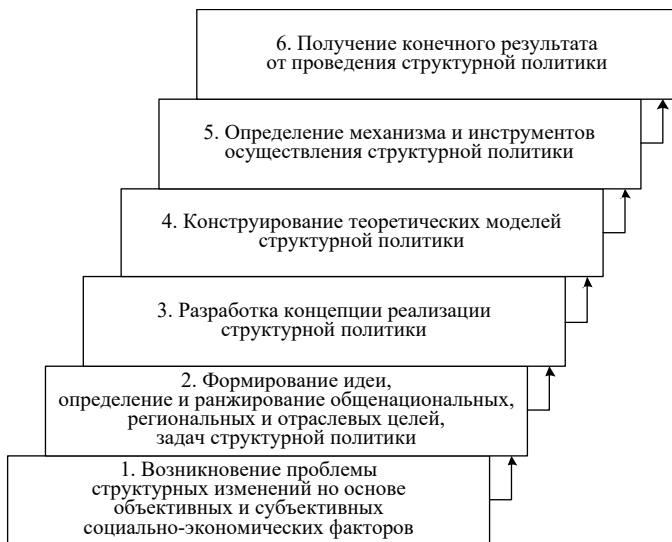 6. Получение конечного результата
от проведения структурной политики
5. Определение механизма и инструментов
осуществления структурной политики
4. Конструирование теоретических моделей
структурной политики
3. Разработка концепции реализации
структурной политики
2. Формирование идеи,
определение и ранжирование общенациональных,
региональных и отраслевых целей,
задач структурной политики
1. Возникновение проблемы
структурных изменений но основе
объективных и субъективных
социально-экономических факторов